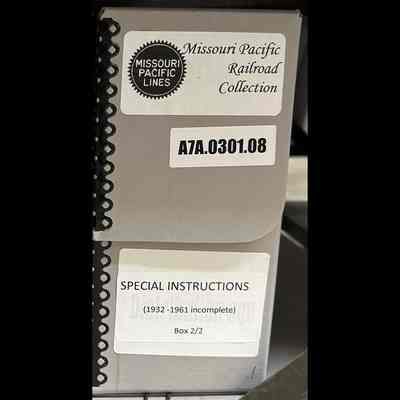 MISSOURI
PACIFIC
LINES
Missouri Pacific
Railroad
Collection
A7A.0301.08
SPECIAL INSTRUCTIONS
(1932 -1961 incomplete)
Box 2/2